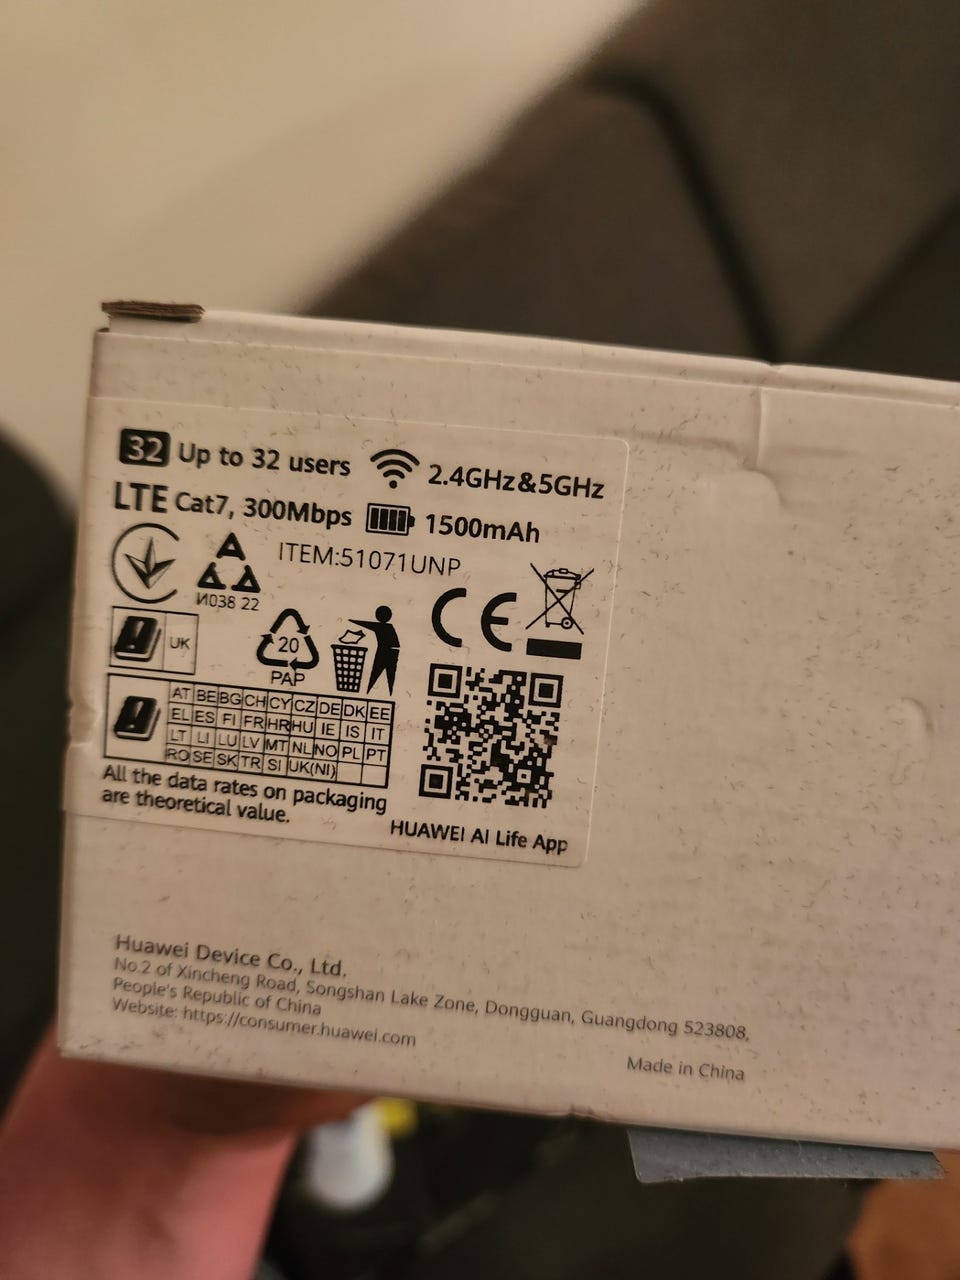 32 Up to 32 users 2.4GHz&5GHz
LTE Cat7, 300Mbps 1500mAh
ITEM:51071UNP
И038 22
CE
UK
20
PAP
AT BE BG CH CY CZ DE DK EE
EL ES FI FR HR HU IE IS IT
LT LI LU LV MT NL NO PL PT
RO SE SK TR SI UK(NI)
All the data rates on packaging
are theoretical value.
HUAWEI AI Life App
Huawei Device Co., Ltd.
No.2 of Xincheng Road, Songshan Lake Zone, Dongguan, Guangdong 523808,
People's Republic of China
Website: https://consumer.huawei.com
Made in China